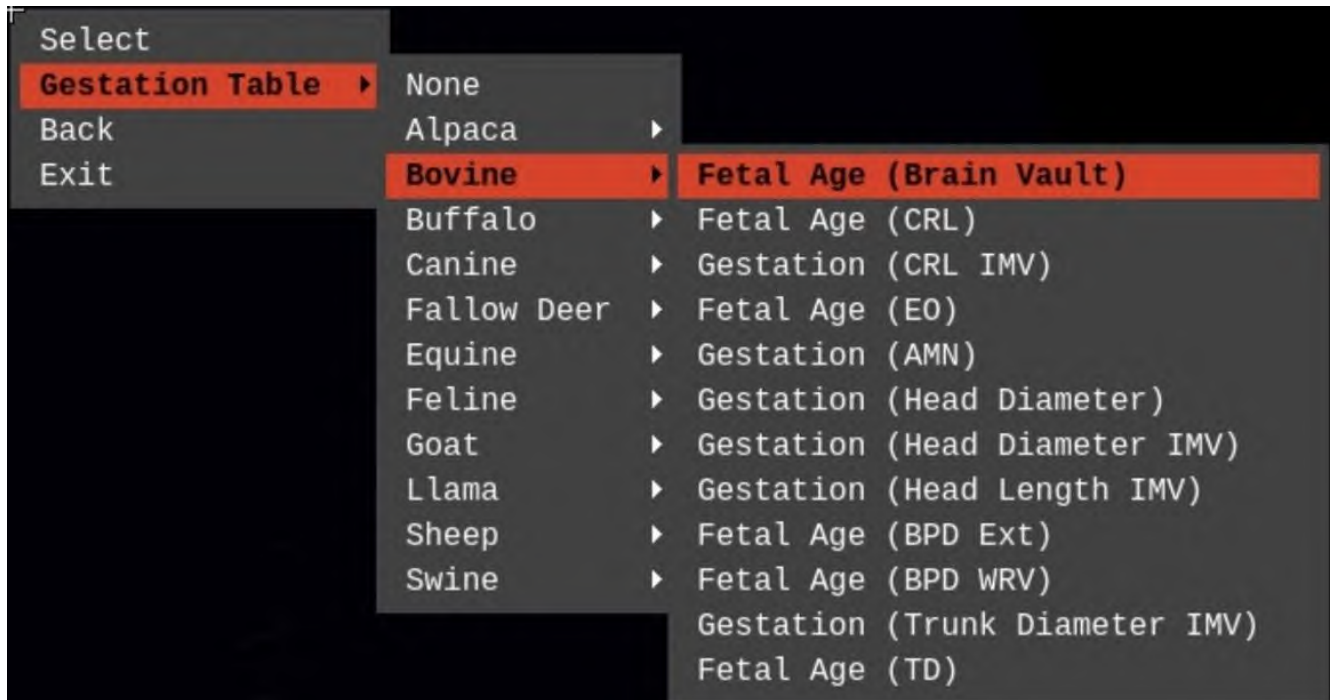 Select
Gestation Table
Back
Exit
None
Alpaca
Bovine
Buffalo
Canine
Fallow Deer
Equine
Feline
Goat
Llama
Sheep
Swine
Fetal Age (Brain Vault)
Fetal Age (CRL)
Gestation (CRL IMV)
Fetal Age (EO)
Gestation (AMN)
Gestation (Head Diameter)
Gestation (Head Diameter IMV)
Gestation (Head Length IMV)
Fetal Age (BPD Ext)
Fetal Age (BPD WRV)
Gestation (Trunk Diameter IMV)
Fetal Age (TD)